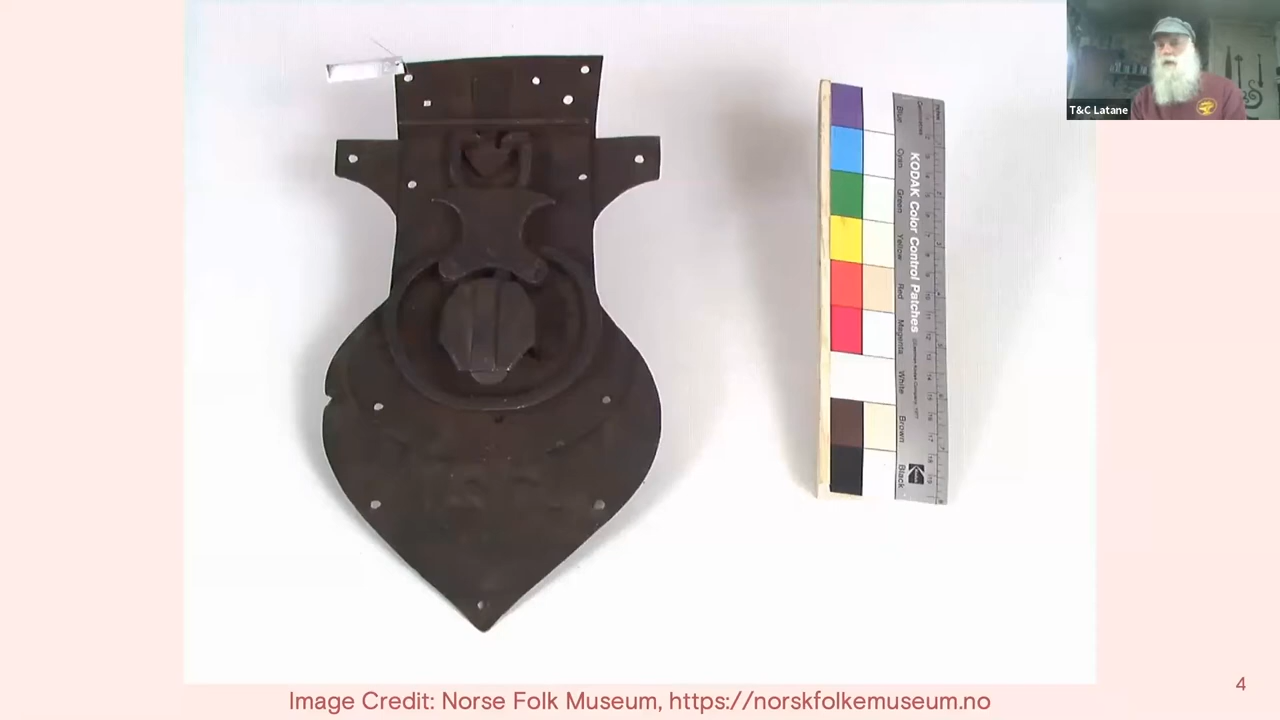 T&C Latane
KODAK Color Control Patches
Blue
Cyan
Green
Yellow
Red
Magenta
White
Brown
Black
4
Image Credit: Norse Folk Museum, https://norskfolkemuseum.no